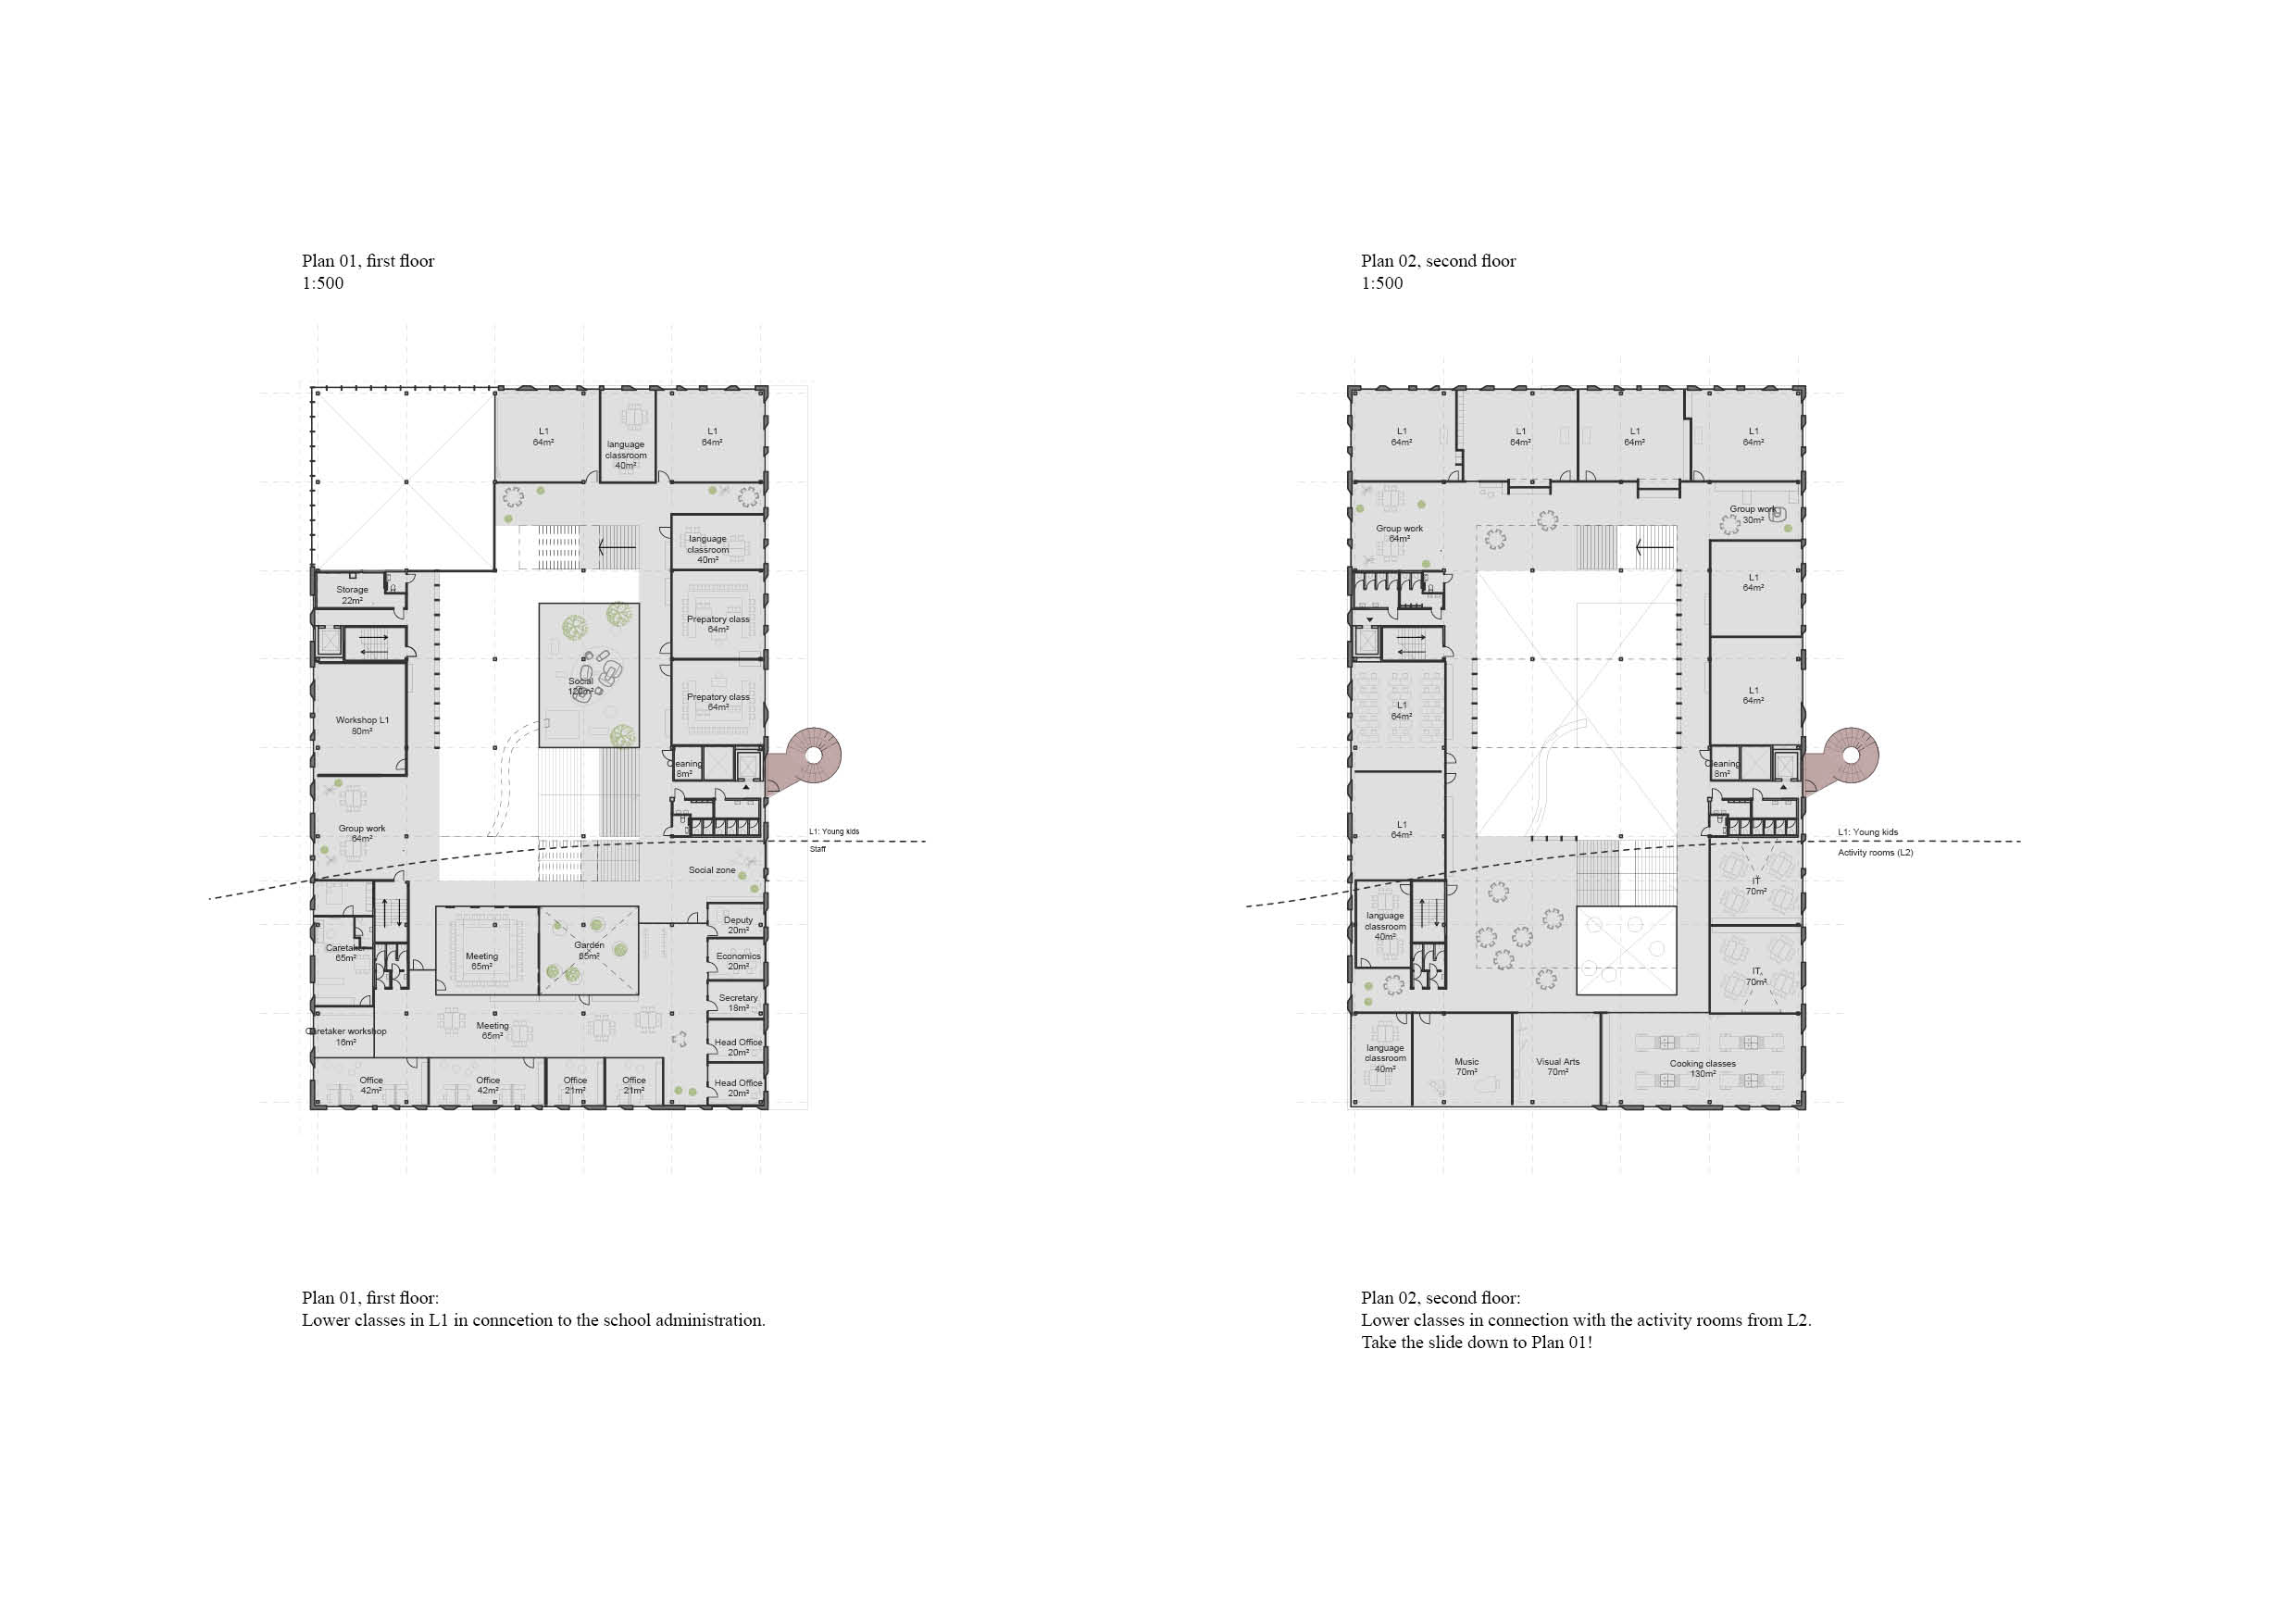 Plan 01, first floor
1:500
L1
64m²
language
classroom
40m²
L1
64m²
language
classroom
40m²
Storage
22m²
Prepatory class
64m²
Social
Prepatory class
64m²
Workshop L1
80m²
Cleaning
8m²
Group work
64m²
L1: Young kids
Staff
Social zone
Deputy
20m²
Caretaker
65m²
Meeting
65m²
Garden
65m²
Economics
20m²
Secretary
18m²
Caretaker workshop
16m²
Meeting
65m²
Head Office
20m²
Office
42m²
Office
42m²
Office
21m²
Office
21m²
Head Office
20m²
Plan 01, first floor:
Lower classes in L1 in conncetion to the school administration.
Plan 02, second floor
1:500
L1
64m²
L1
64m²
L1
64m²
L1
64m²
Group work
64m²
Group work
30m²
L1
64m²
L1
64m²
L1
64m²
Cleaning
8m²
L1
64m²
L1: Young kids
Activity rooms (L2)
IT
70m²
language
classroom
40m²
IT
70m²
language
classroom
40m²
Music
70m²
Visual Arts
70m²
Cooking classes
130m²
Plan 02, second floor:
Lower classes in connection with the activity rooms from L2.
Take the slide down to Plan 01!